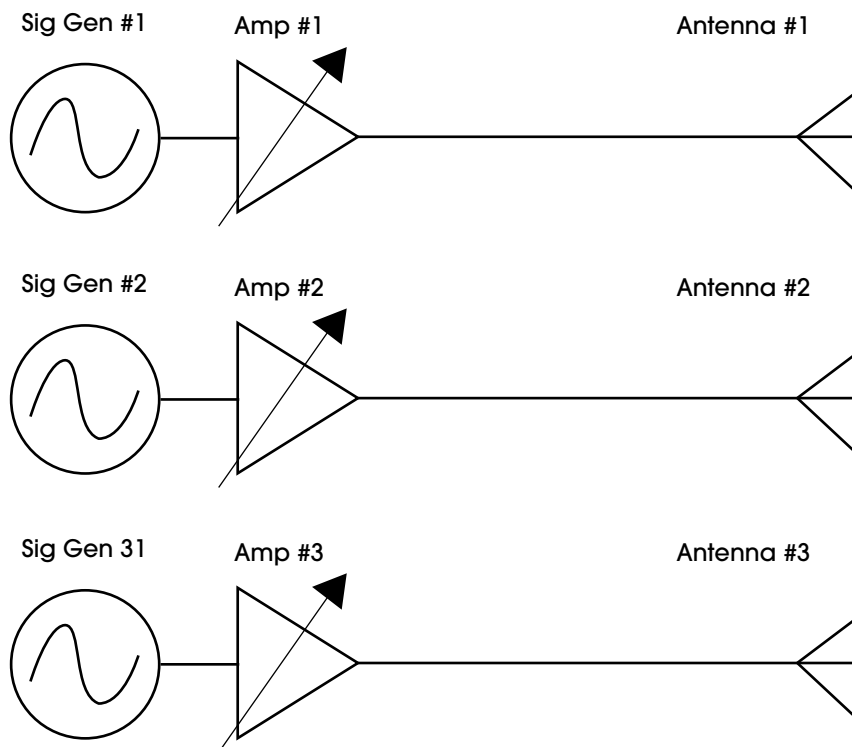 Sig Gen #1
Amp #1
Antenna #1
Sig Gen #2
Amp #2
Antenna #2
Sig Gen 31
Amp #3
Antenna #3